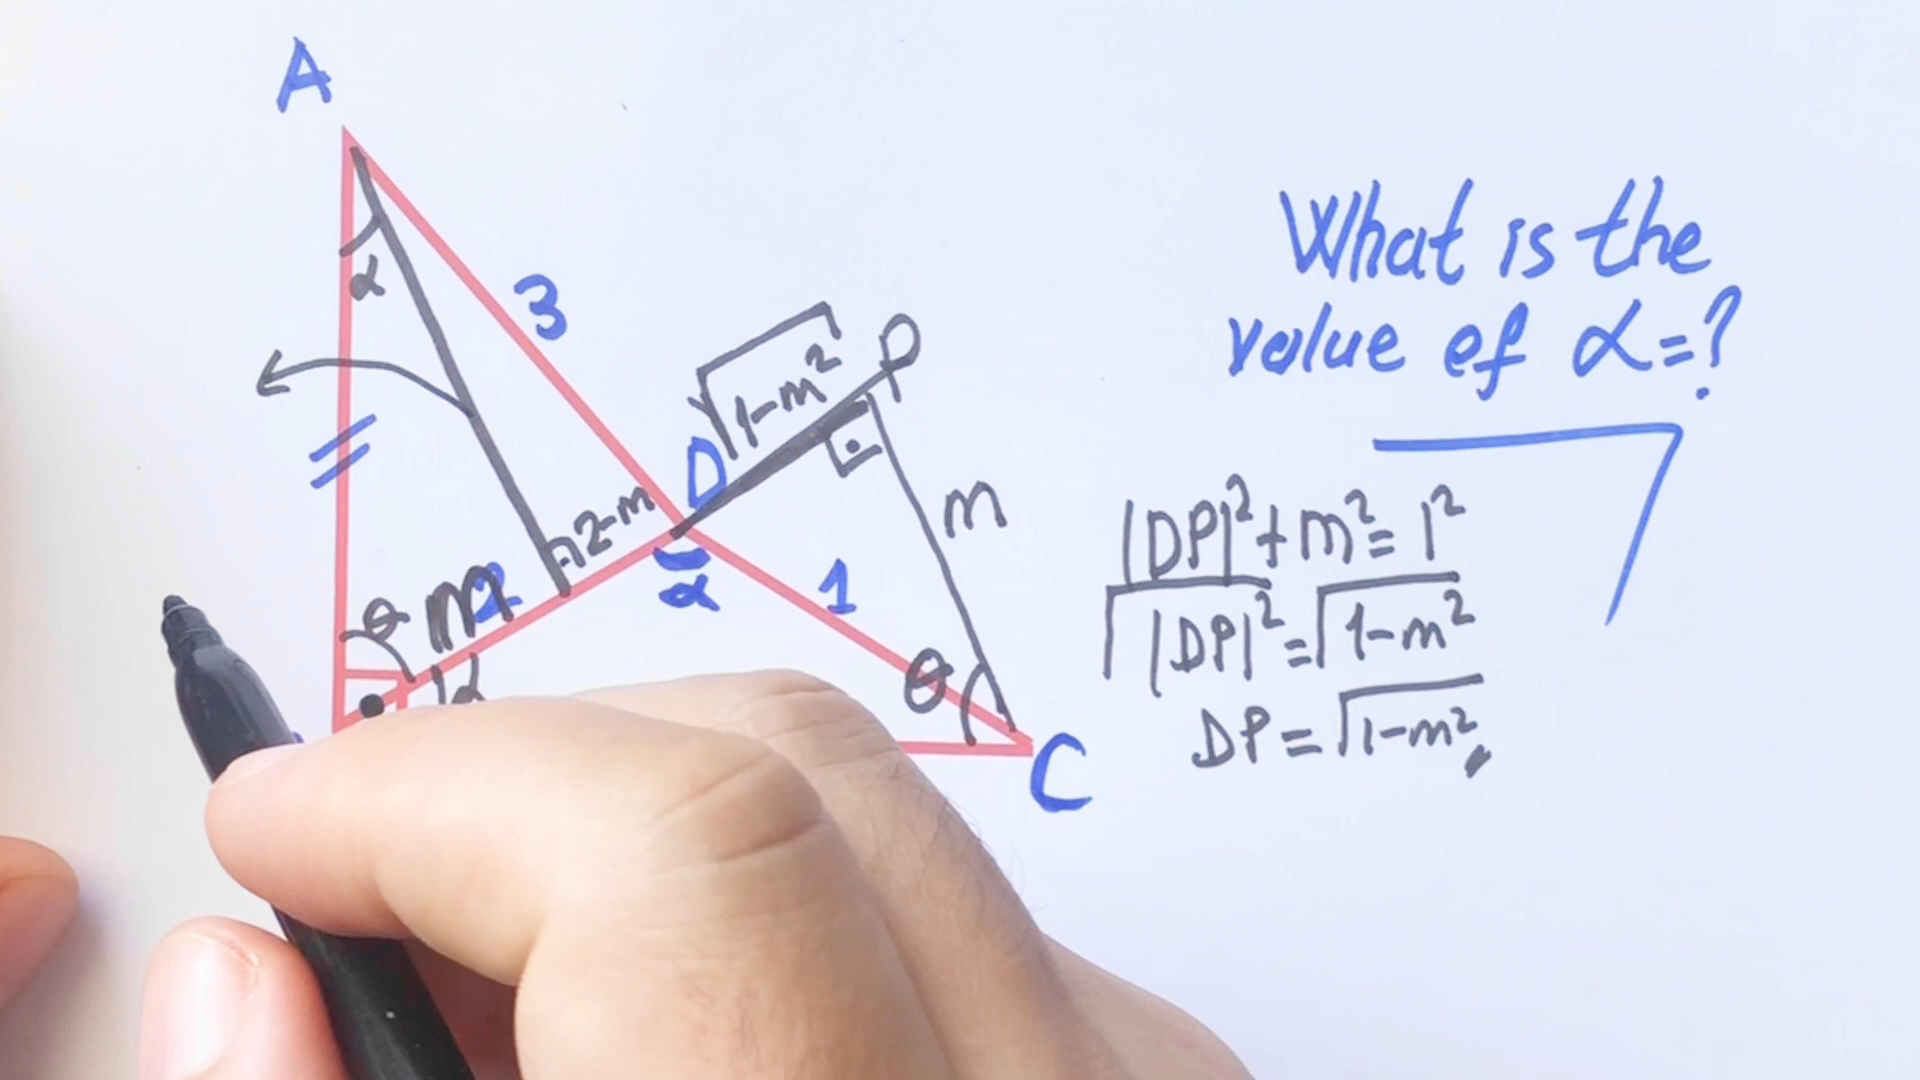 A
α
3
√1-m²
P
D
2-m
m
2
α
1
θ
m
α
θ
C
What is the
value of α=?
|DP|²+m²=1²
√|DP|²=√1-m²
DP=√1-m²